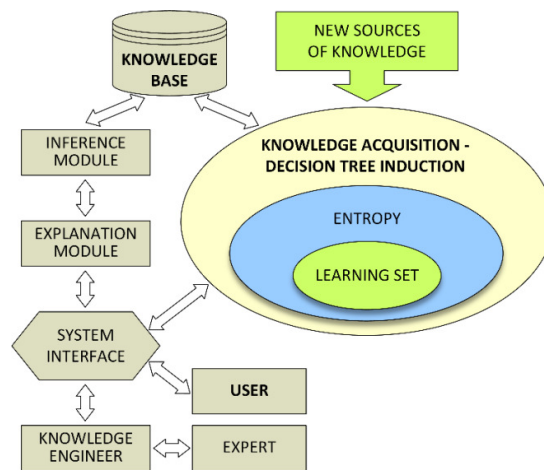 KNOWLEDGE
BASE
NEW SOURCES
OF KNOWLEDGE
INFERENCE
MODULE
KNOWLEDGE ACQUISITION -
DECISION TREE INDUCTION
ENTROPY
LEARNING SET
EXPLANATION
MODULE
SYSTEM
INTERFACE
USER
KNOWLEDGE
ENGINEER
EXPERT